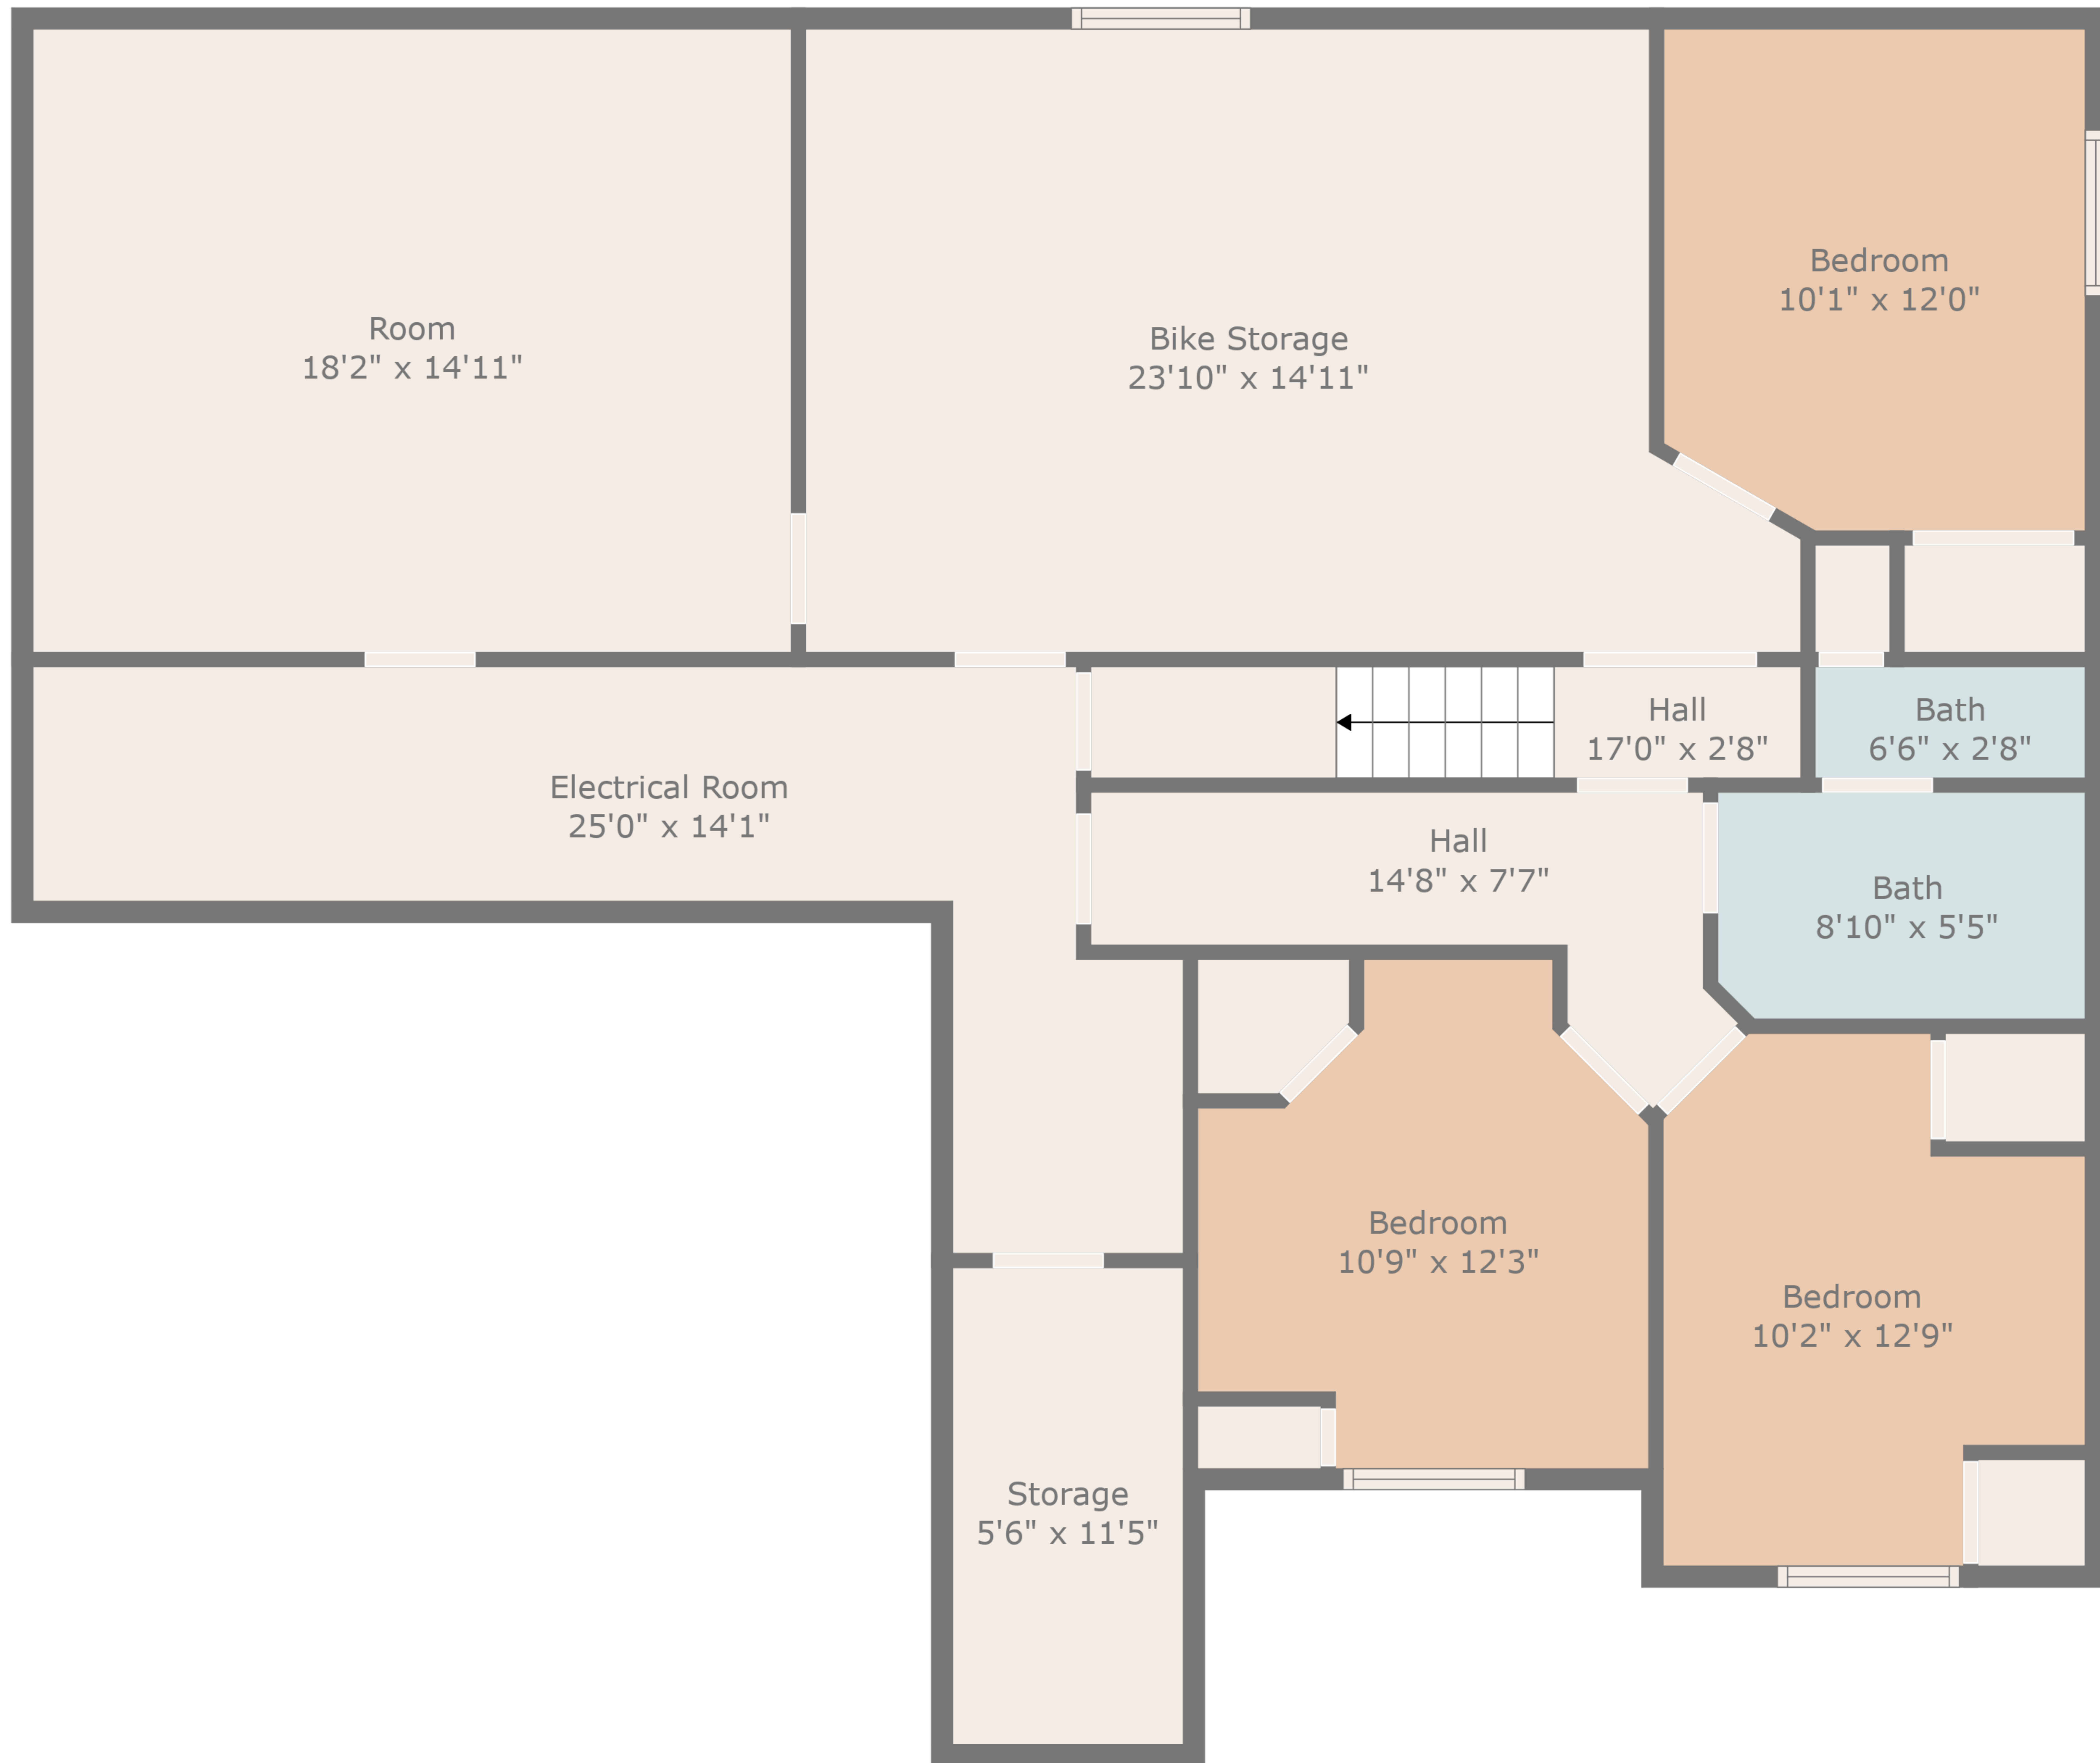 Bedroom
10'1" x 12'0"
Room
18'2" x 14'11"
Bike Storage
23'10" x 14'11"
Hall
17'0" x 2'8"
Bath
6'6" x 2'8"
Electrical Room
25'0" x 14'1"
Hall
14'8" x 7'7"
Bath
8'10" x 5'5"
Bedroom
10'9" x 12'3"
Bedroom
10'2" x 12'9"
Storage
5'6" x 11'5"